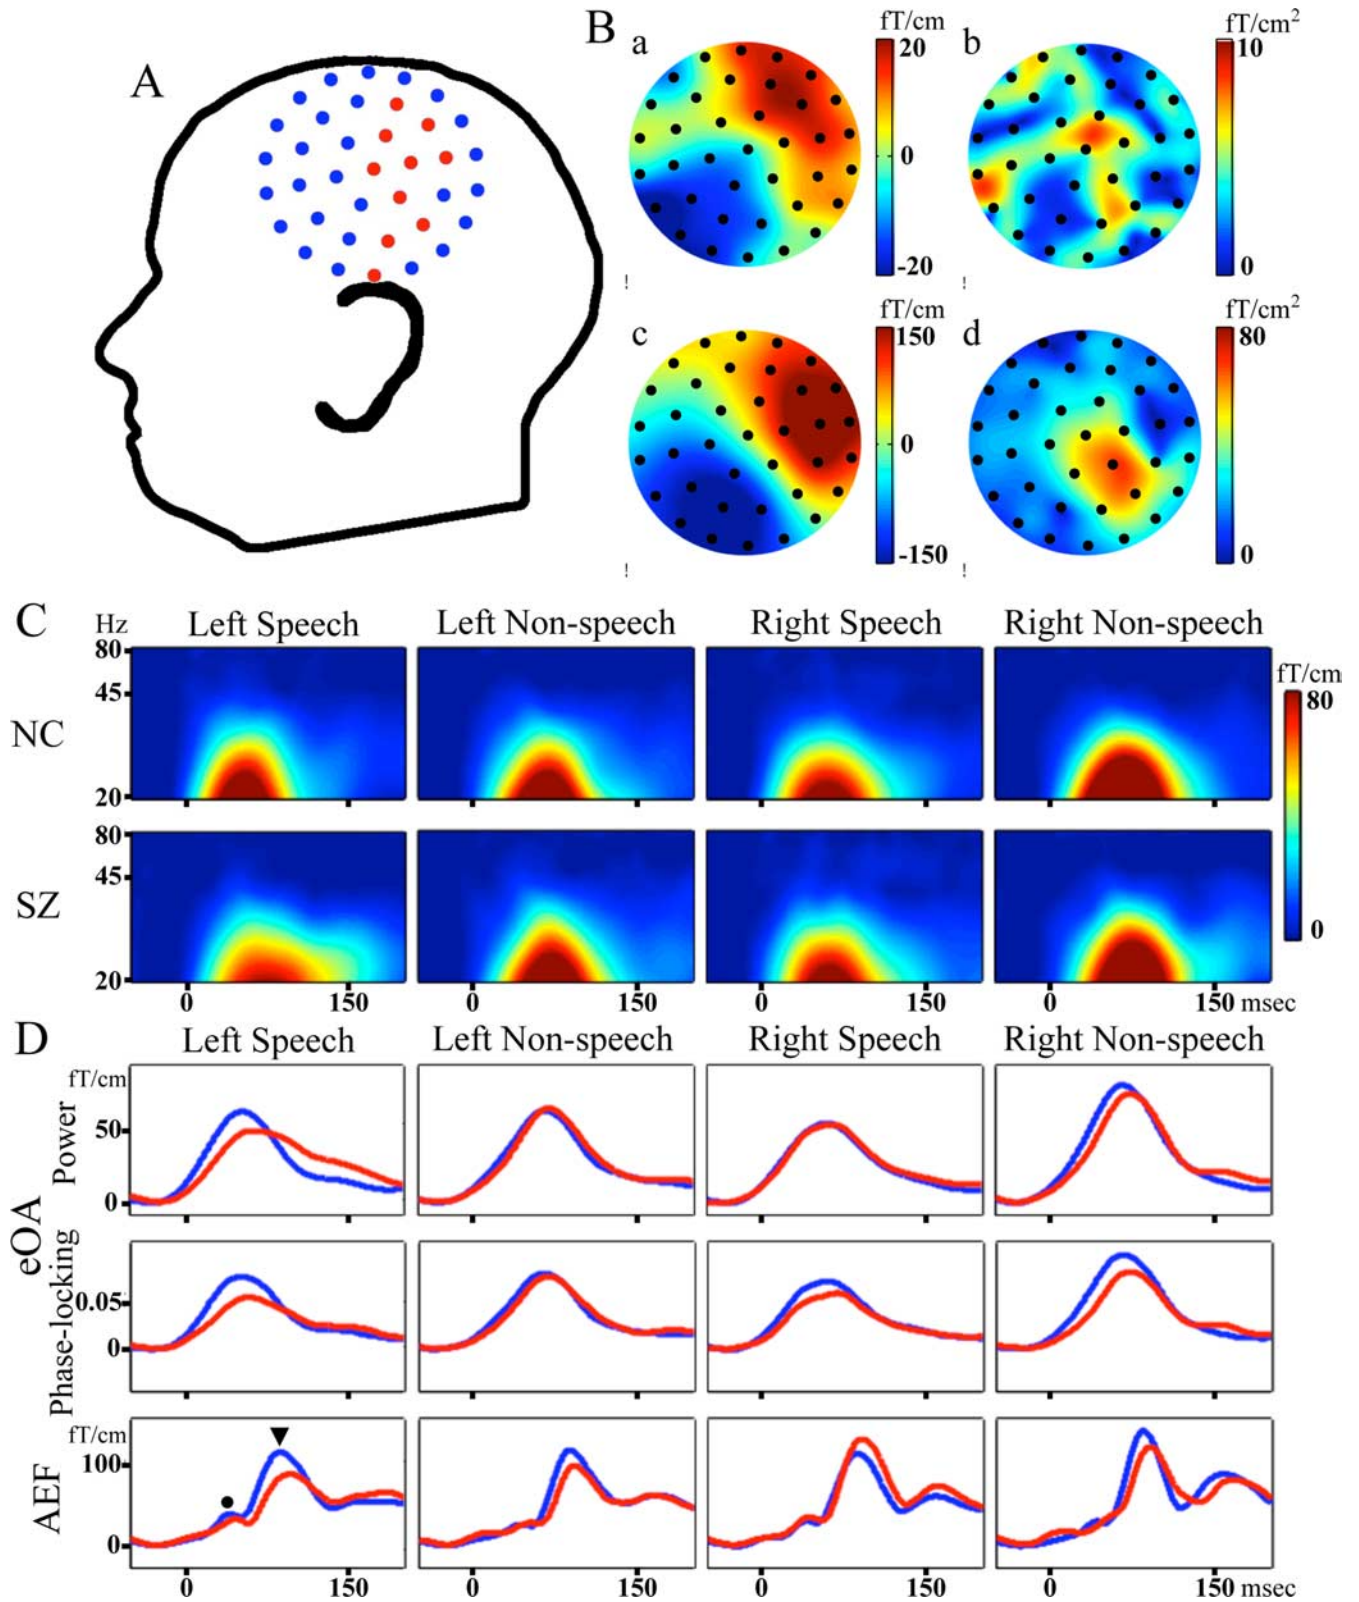 A
B
a
fT/cm
20
0
-20
!
b
fT/cm2
10
0
!
c
fT/cm
150
0
-150
!
d
fT/cm2
80
0
C
Hz
Left Speech
Left Non-speech
Right Speech
Right Non-speech
80
45
20
NC
fT/cm
80
0
80
45
20
SZ
0 150 0 150 0 150 0 150 msec
D
Left Speech
Left Non-speech
Right Speech
Right Non-speech
eOA
Power
fT/cm
50
0
Phase-locking
0.05
0
AEF
fT/cm
100
0
0 150 0 150 0 150 0 150 msec